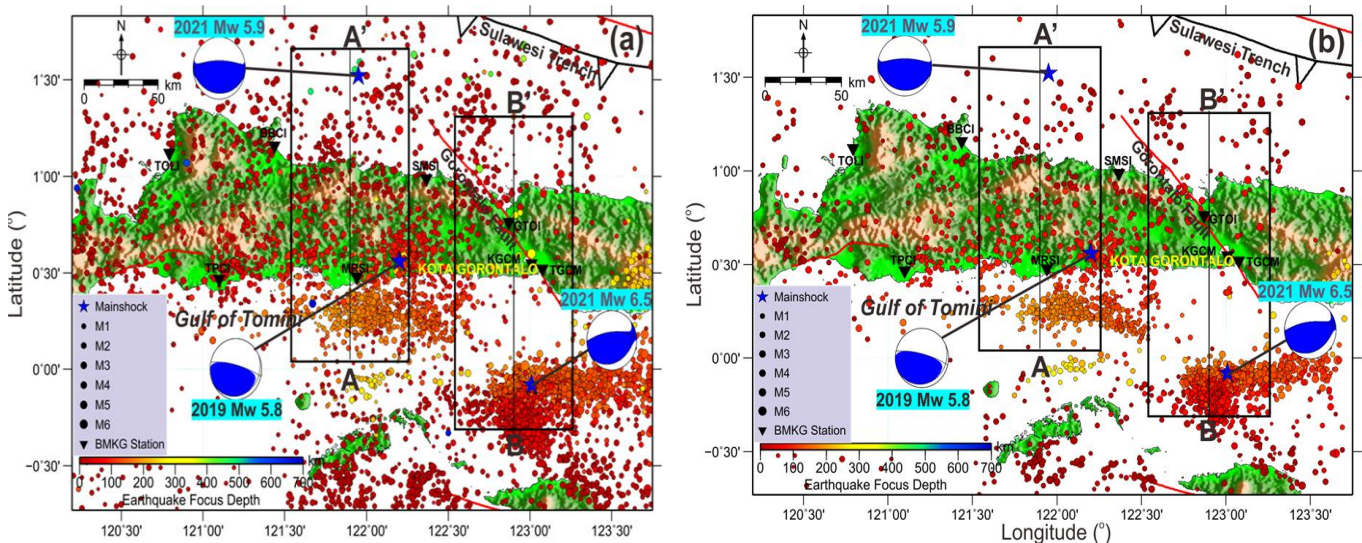 2021 Mw 5.9
A'
Sulawesi Trench
(a)
N
1°30'
km
0 50
B'
BBCI
TOLI
SMSI
1°00'
Gorontalo Fault
GTOI
Latitude (°)
KGCM
TPCI
MRSI
KOTA GORONTALO
TGCM
0°30'
2021 Mw 6.5
Mainshock
M1
M2
M3
M4
M5
M6
BMKG Station
Gulf of Tomini
0°00'
A
2019 Mw 5.8
B
km
0 100 200 300 400 500 600 700
Earthquake Focus Depth
−0°30'
120°30' 121°00' 121°30' 122°00' 122°30' 123°00' 123°30'
2021 Mw 5.9
A'
Sulawesi Trench
(b)
N
1°30'
km
0 50
B'
BBCI
TOLI
SMSI
1°00'
Gorontalo Fault
GTOI
Latitude (°)
KGCM
TPCI
MRSI
KOTA GORONTALO
TGCM
0°30'
2021 Mw 6.5
Mainshock
M1
M2
M3
M4
M5
M6
BMKG Station
Gulf of Tomini
0°00'
A
2019 Mw 5.8
B
km
0 100 200 300 400 500 600 700
Earthquake Focus Depth
−0°30'
120°30' 121°00' 121°30' 122°00' 122°30' 123°00' 123°30'
Longitude (°)